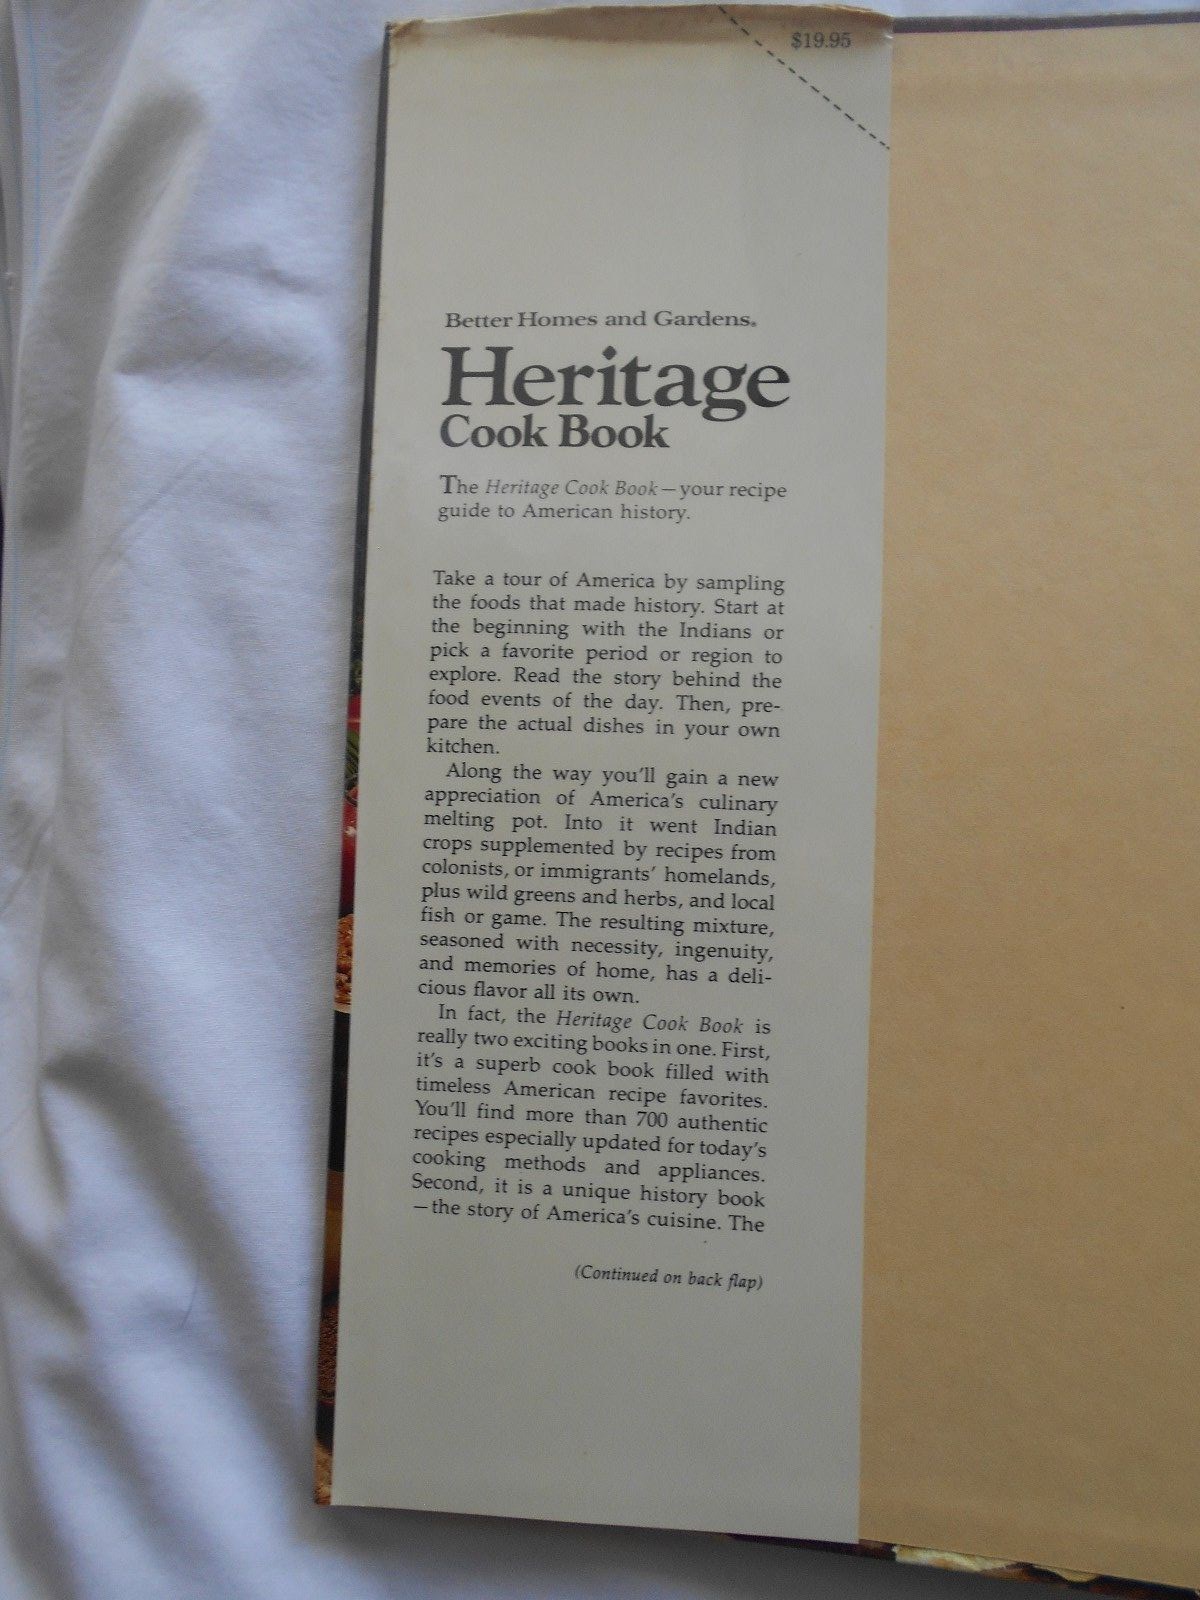 $19.95
Better Homes and Gardens®
Heritage
Cook Book
The Heritage Cook Book—your recipe
guide to American history.
Take a tour of America by sampling
the foods that made history. Start at
the beginning with the Indians or
pick a favorite period or region to
explore. Read the story behind the
food events of the day. Then, pre-
pare the actual dishes in your own
kitchen.
Along the way you'll gain a new
appreciation of America's culinary
melting pot. Into it went Indian
crops supplemented by recipes from
colonists, or immigrants' homelands,
plus wild greens and herbs, and local
fish or game. The resulting mixture,
seasoned with necessity, ingenuity,
and memories of home, has a deli-
cious flavor all its own.
In fact, the Heritage Cook Book is
really two exciting books in one. First,
it's a superb cook book filled with
timeless American recipe favorites.
You'll find more than 700 authentic
recipes especially updated for today's
cooking methods and appliances.
Second, it is a unique history book
—the story of America's cuisine. The
(Continued on back flap)